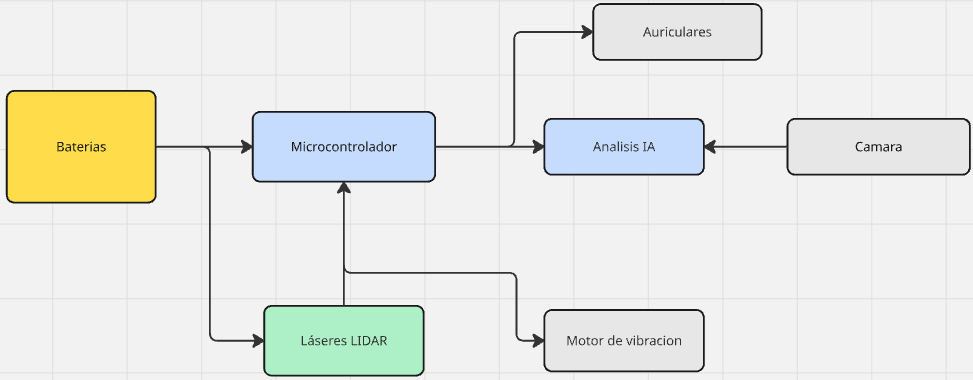 Auriculares
Baterias
Microcontrolador
Analisis IA
Camara
Láseres LIDAR
Motor de vibracion